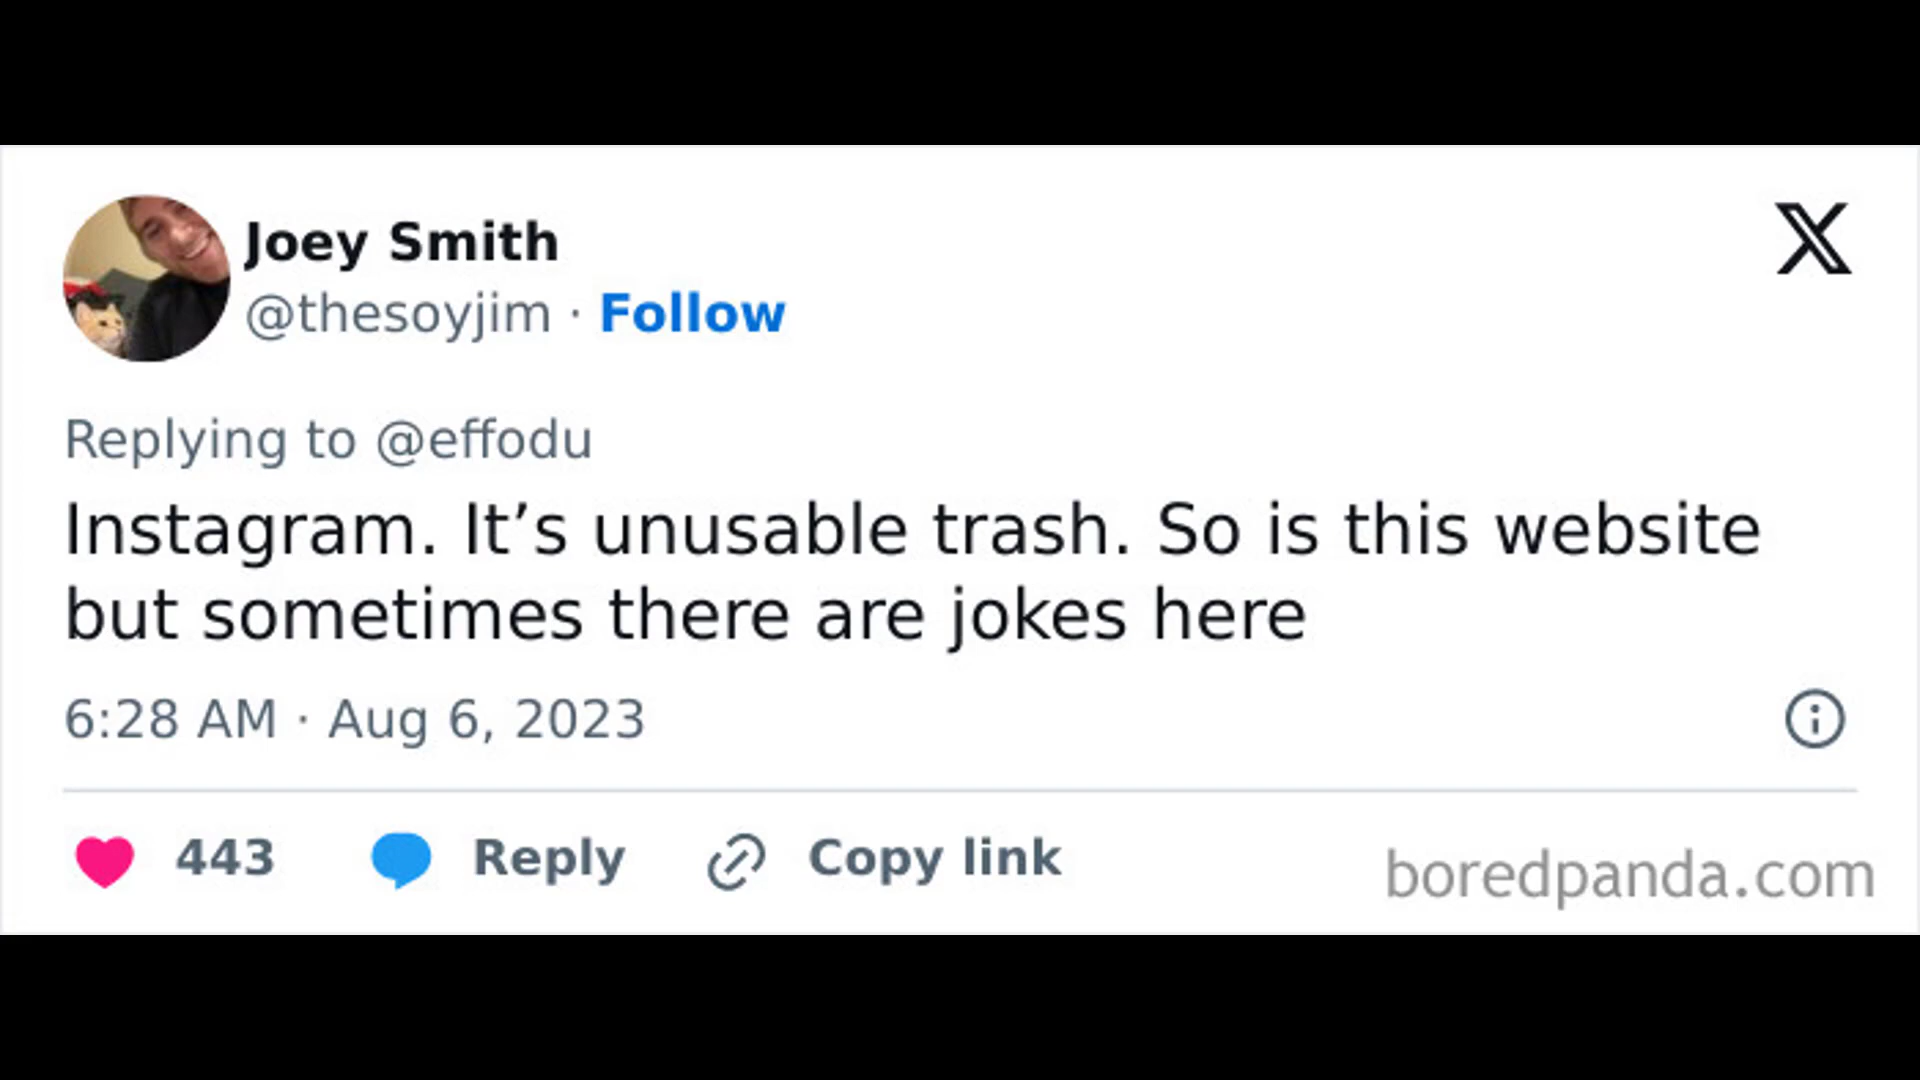 Joey Smith
@thesoyjim · Follow
Replying to @effodu
Instagram. It’s unusable trash. So is this website
but sometimes there are jokes here
6:28 AM · Aug 6, 2023
443 Reply Copy link
boredpanda.com